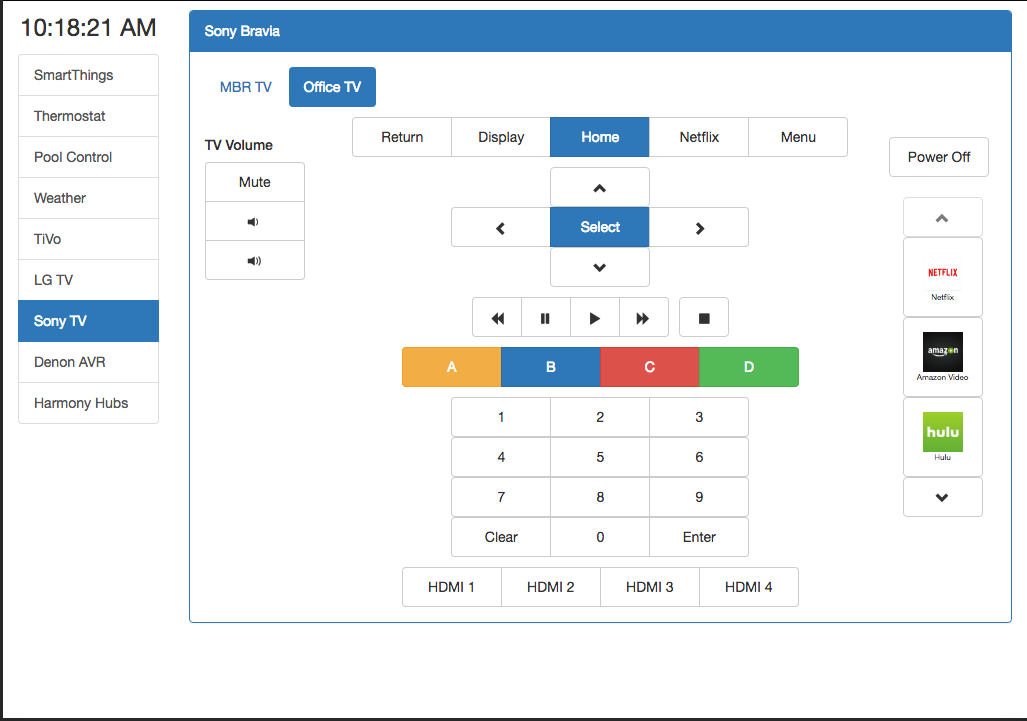 10:18:21 AM
SmartThings
Thermostat
Pool Control
Weather
TiVo
LG TV
Sony TV
Denon AVR
Harmony Hubs
Sony Bravia
MBR TV Office TV
TV Volume
Mute
Return Display Home Netflix Menu
Select
A B C D
1 2 3
4 5 6
7 8 9
Clear 0 Enter
HDMI 1 HDMI 2 HDMI 3 HDMI 4
Power Off
NETFLIX
Netflix
amazon
Amazon Video
hulu
Hulu